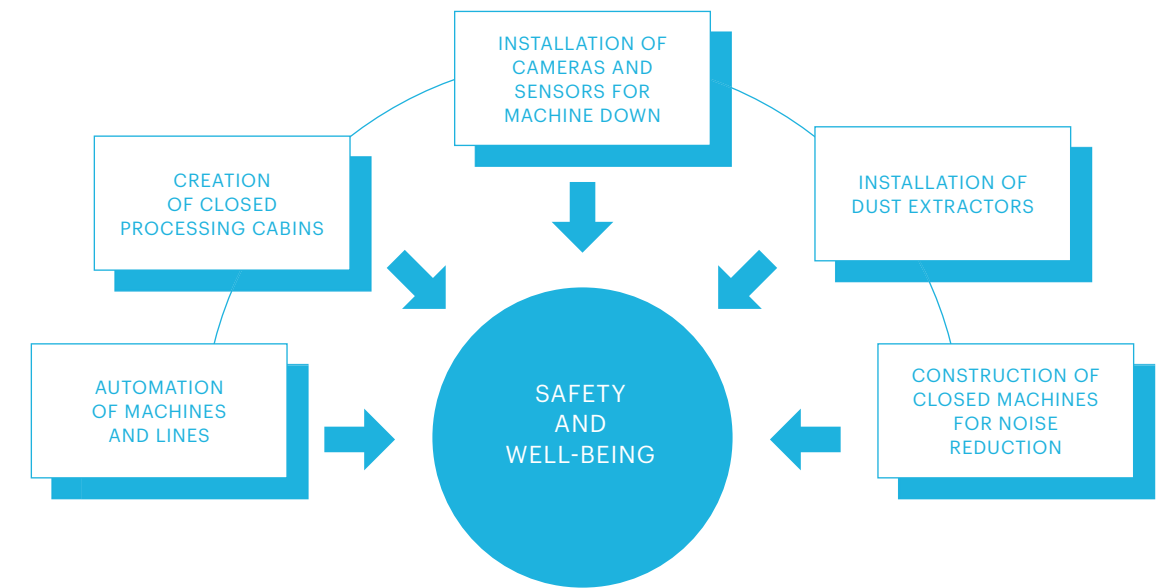 INSTALLATION OF
CAMERAS AND
SENSORS FOR
MACHINE DOWN
CREATION
OF CLOSED
PROCESSING CABINS
INSTALLATION OF
DUST EXTRACTORS
AUTOMATION
OF MACHINES
AND LINES
SAFETY
AND
WELL-BEING
CONSTRUCTION OF
CLOSED MACHINES
FOR NOISE
REDUCTION